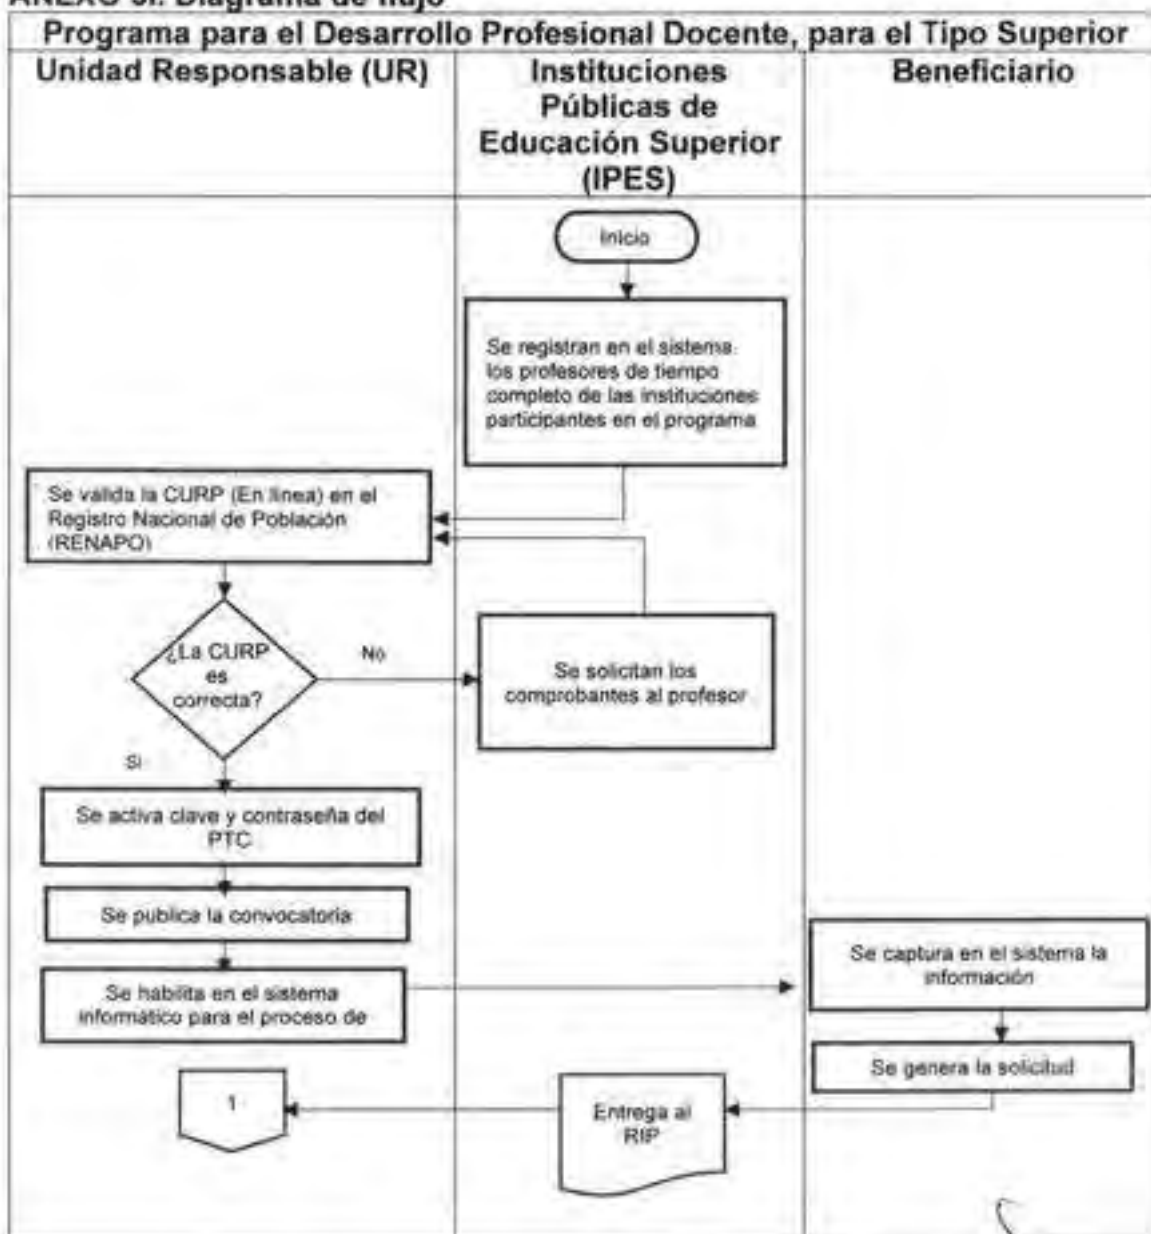 Diagrama de flujo
Programa para el Desarrollo Profesional Docente, para el Tipo Superior
Unidad Responsable (UR)
Instituciones
Públicas de
Educación Superior
(IPES)
Beneficiario
Inicio
Se registran en el sistema
los profesores de tiempo
completo de las instituciones
participantes en el programa
Se valida la CURP (En línea) en el
Registro Nacional de Población
(RENAPO)
¿La CURP
es
correcta?
No
Se solicitan los
comprobantes al profesor
Si
Se activa clave y contraseña del
PTC
Se publica la convocatoria
Se habilita en el sistema
informático para el proceso de
Se captura en el sistema la
información
Se genera la solicitud
Entrega al
RIP
1